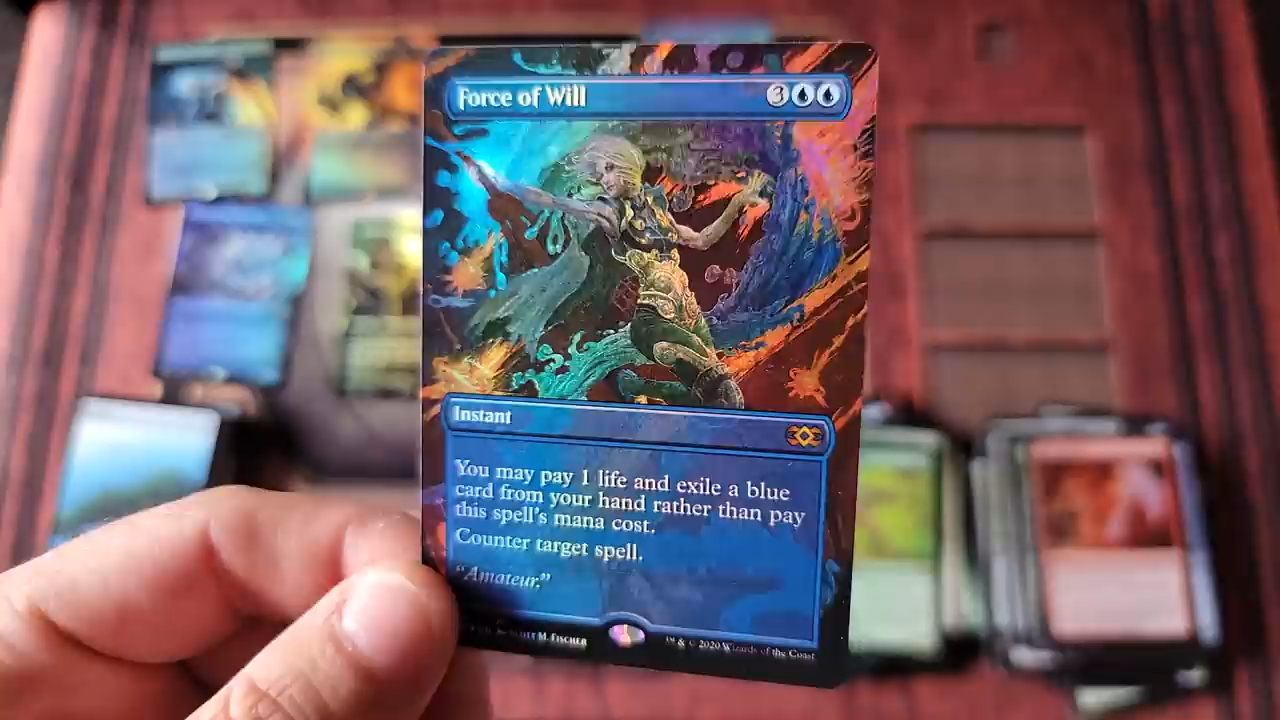 Force of Will 3
Instant
You may pay 1 life and exile a blue
card from your hand rather than pay
this spell's mana cost.
Counter target spell.
"Amateur."
M. Fischer
™ & © 2020 Wizards of the Coast